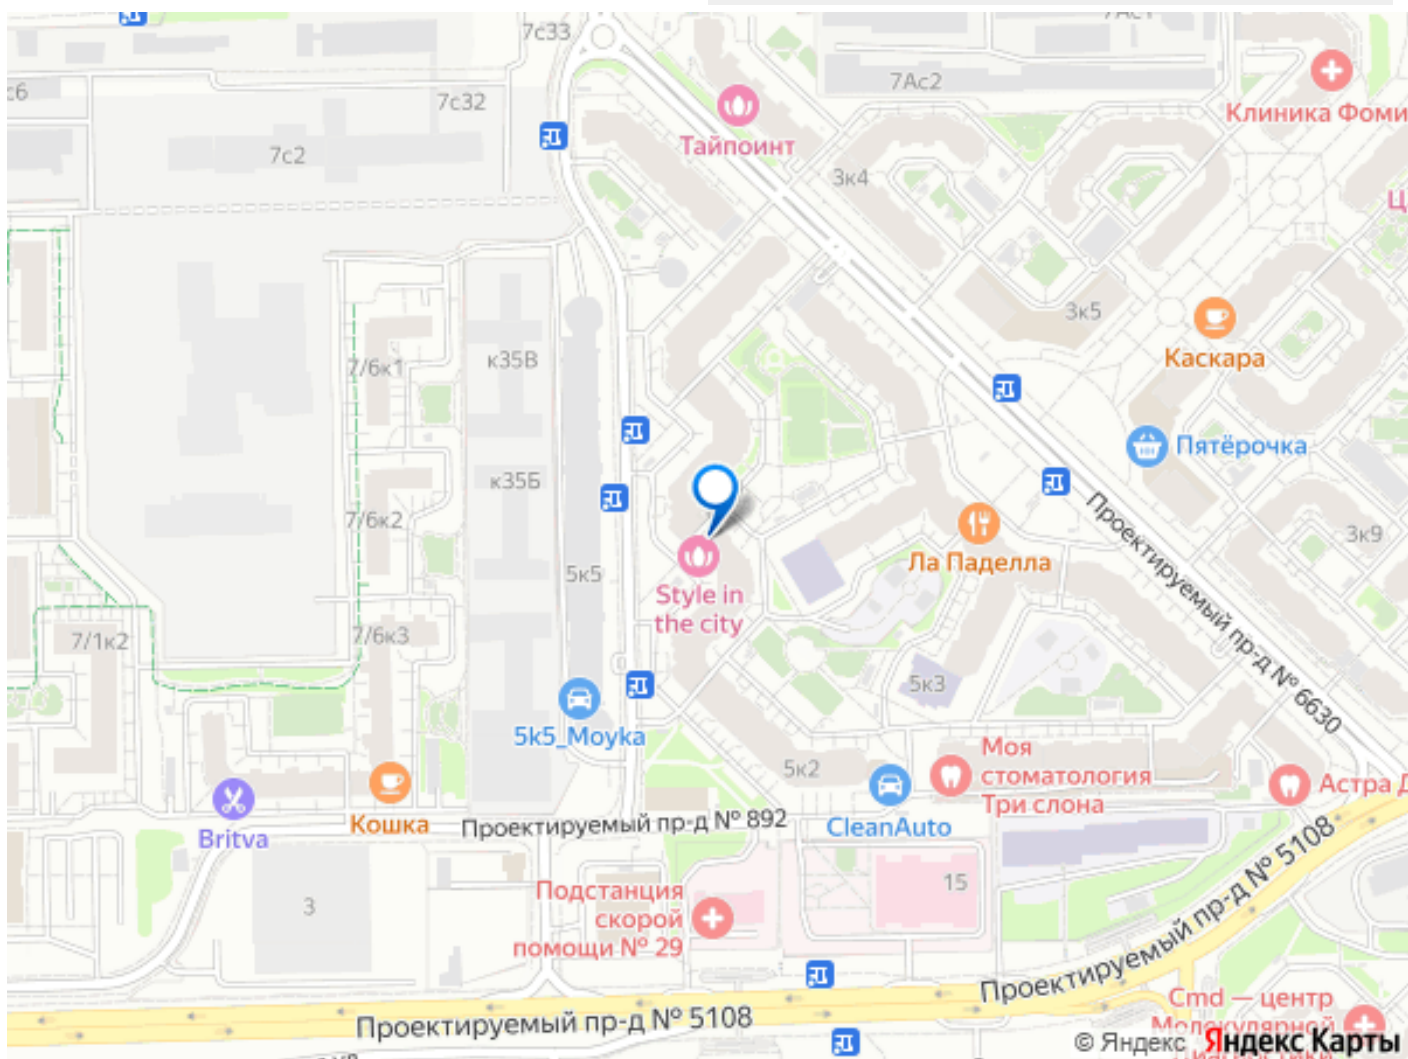 7с33
7Ас1
с6
7с32
7Ас2
Клиника Фоми
7с2
Тайпоинт
3к4
Ц
3к5
к35В
7/6к1
Каскара
Пятёрочка
к35Б
7/6к2
Проектируемый пр-д № 6630
3к9
Ла Паделла
5к5
Style in
the city
7/1к2
7/6к3
5к3
5k5_Moyka
5к2
Моя
стоматология
Три слона
Астра Д
Britva
Кошка
Проектируемый пр-д № 892
CleanAuto
3
Подстанция
скорой
помощи № 29
15
Проектируемый пр-д № 5108
Проектируемый пр-д № 5108
Cmd — центр
Молекулярной
© Яндекс Яндекс Карты